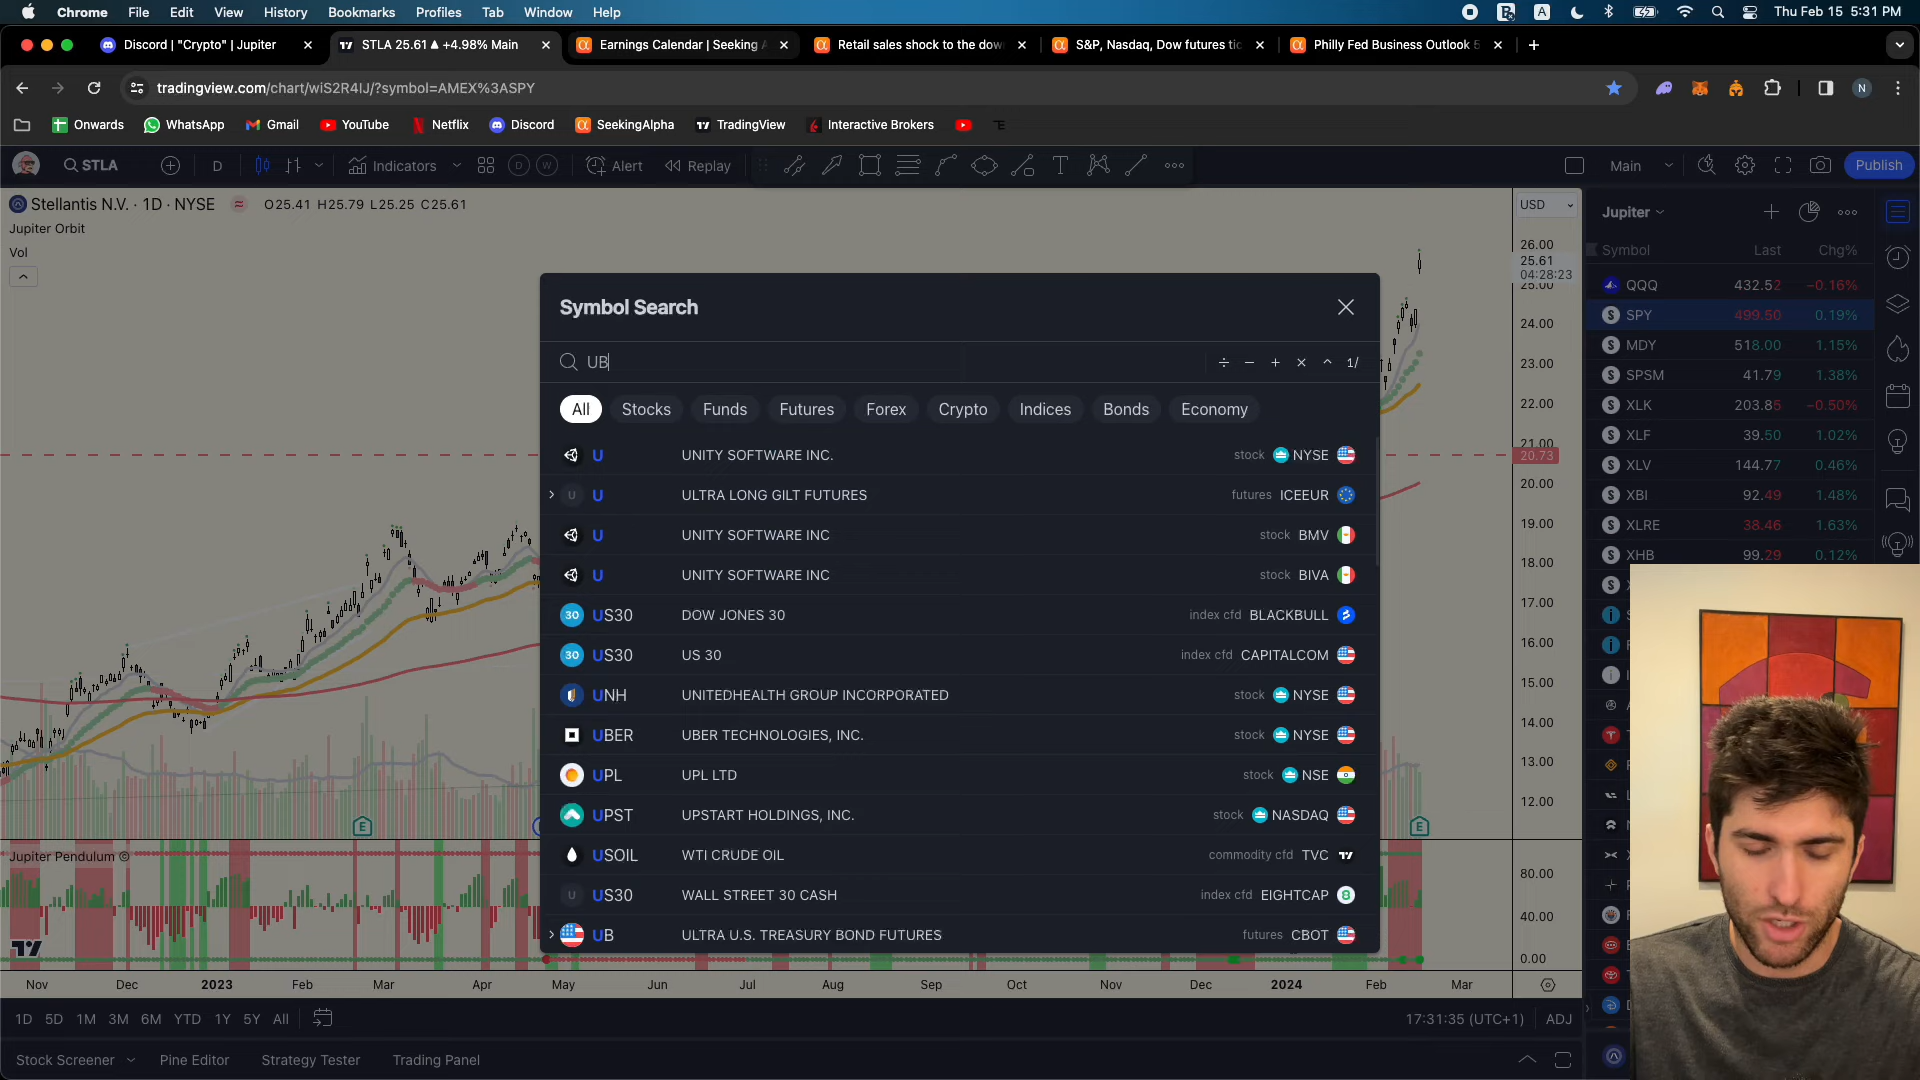 Chrome File Edit View History Bookmarks Profiles Tab Window Help A Thu Feb 15 5:31 PM
Discord | "Crypto" | Jupiter STLA 25.61 ▲ +4.98% Main Earnings Calendar | Seeking A Retail sales shock to the dow S&P, Nasdaq, Dow futures tic Philly Fed Business Outlook
tradingview.com/chart/wiS2R4IJ/?symbol=AMEX%3ASPY N
Onwards WhatsApp Gmail YouTube Netflix Discord SeekingAlpha TradingView Interactive Brokers TE
STLA D Indicators D W Alert Replay Main Publish
Stellantis N.V. · 1D · NYSE O25.41 H25.79 L25.25 C25.61 USD Jupiter
Jupiter Orbit
Vol
Symbol Last Chg%
QQQ 432.52 −0.16%
SPY 499.50 0.19%
MDY 518.00 1.15%
SPSM 41.79 1.38%
XLK 203.85 −0.50%
XLF 39.50 1.02%
XLV 144.77 0.46%
XBI 92.49 1.48%
XLRE 38.46 1.63%
XHB 99.29 0.12%
26.00
25.61
04:28:23
25.00
24.00
23.00
22.00
21.00
20.73
20.00
19.00
18.00
17.00
16.00
15.00
14.00
13.00
12.00
Symbol Search
UB ÷ − + × ^ 1/
All Stocks Funds Futures Forex Crypto Indices Bonds Economy
U UNITY SOFTWARE INC. stock NYSE
U ULTRA LONG GILT FUTURES futures ICEEUR
U UNITY SOFTWARE INC stock BMV
U UNITY SOFTWARE INC stock BIVA
30 US30 DOW JONES 30 index cfd BLACKBULL
30 US30 US 30 index cfd CAPITALCOM
UNH UNITEDHEALTH GROUP INCORPORATED stock NYSE
UBER UBER TECHNOLOGIES, INC. stock NYSE
UPL UPL LTD stock NSE
UPST UPSTART HOLDINGS, INC. stock NASDAQ
USOIL WTI CRUDE OIL commodity cfd TVC
US30 WALL STREET 30 CASH index cfd EIGHTCAP
UB ULTRA U.S. TREASURY BOND FUTURES futures CBOT
E E
Jupiter Pendulum
80.00
40.00
0.00
Nov Dec 2023 Feb Mar Apr May Jun Jul Aug Sep Oct Nov Dec 2024 Feb Mar
1D 5D 1M 3M 6M YTD 1Y 5Y All 17:31:35 (UTC+1) ADJ
Stock Screener Pine Editor Strategy Tester Trading Panel